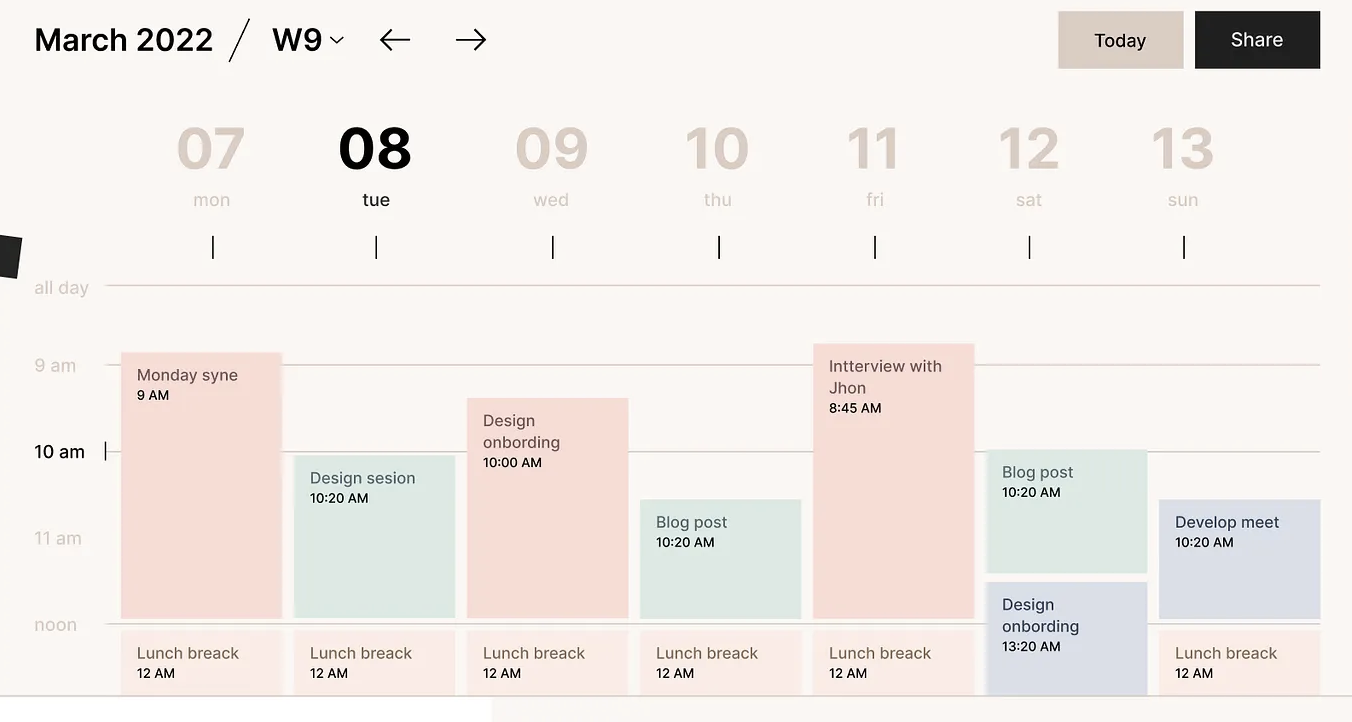 March 2022 / W9
Today
Share
07
mon
08
tue
09
wed
10
thu
11
fri
12
sat
13
sun
all day
9 am
10 am
11 am
noon
Monday syne
9 AM
Lunch breack
12 AM
Design sesion
10:20 AM
Lunch breack
12 AM
Design
onbording
10:00 AM
Lunch breack
12 AM
Blog post
10:20 AM
Lunch breack
12 AM
Intterview with
Jhon
8:45 AM
Lunch breack
12 AM
Blog post
10:20 AM
Design
onbording
13:20 AM
Develop meet
10:20 AM
Lunch breack
12 AM